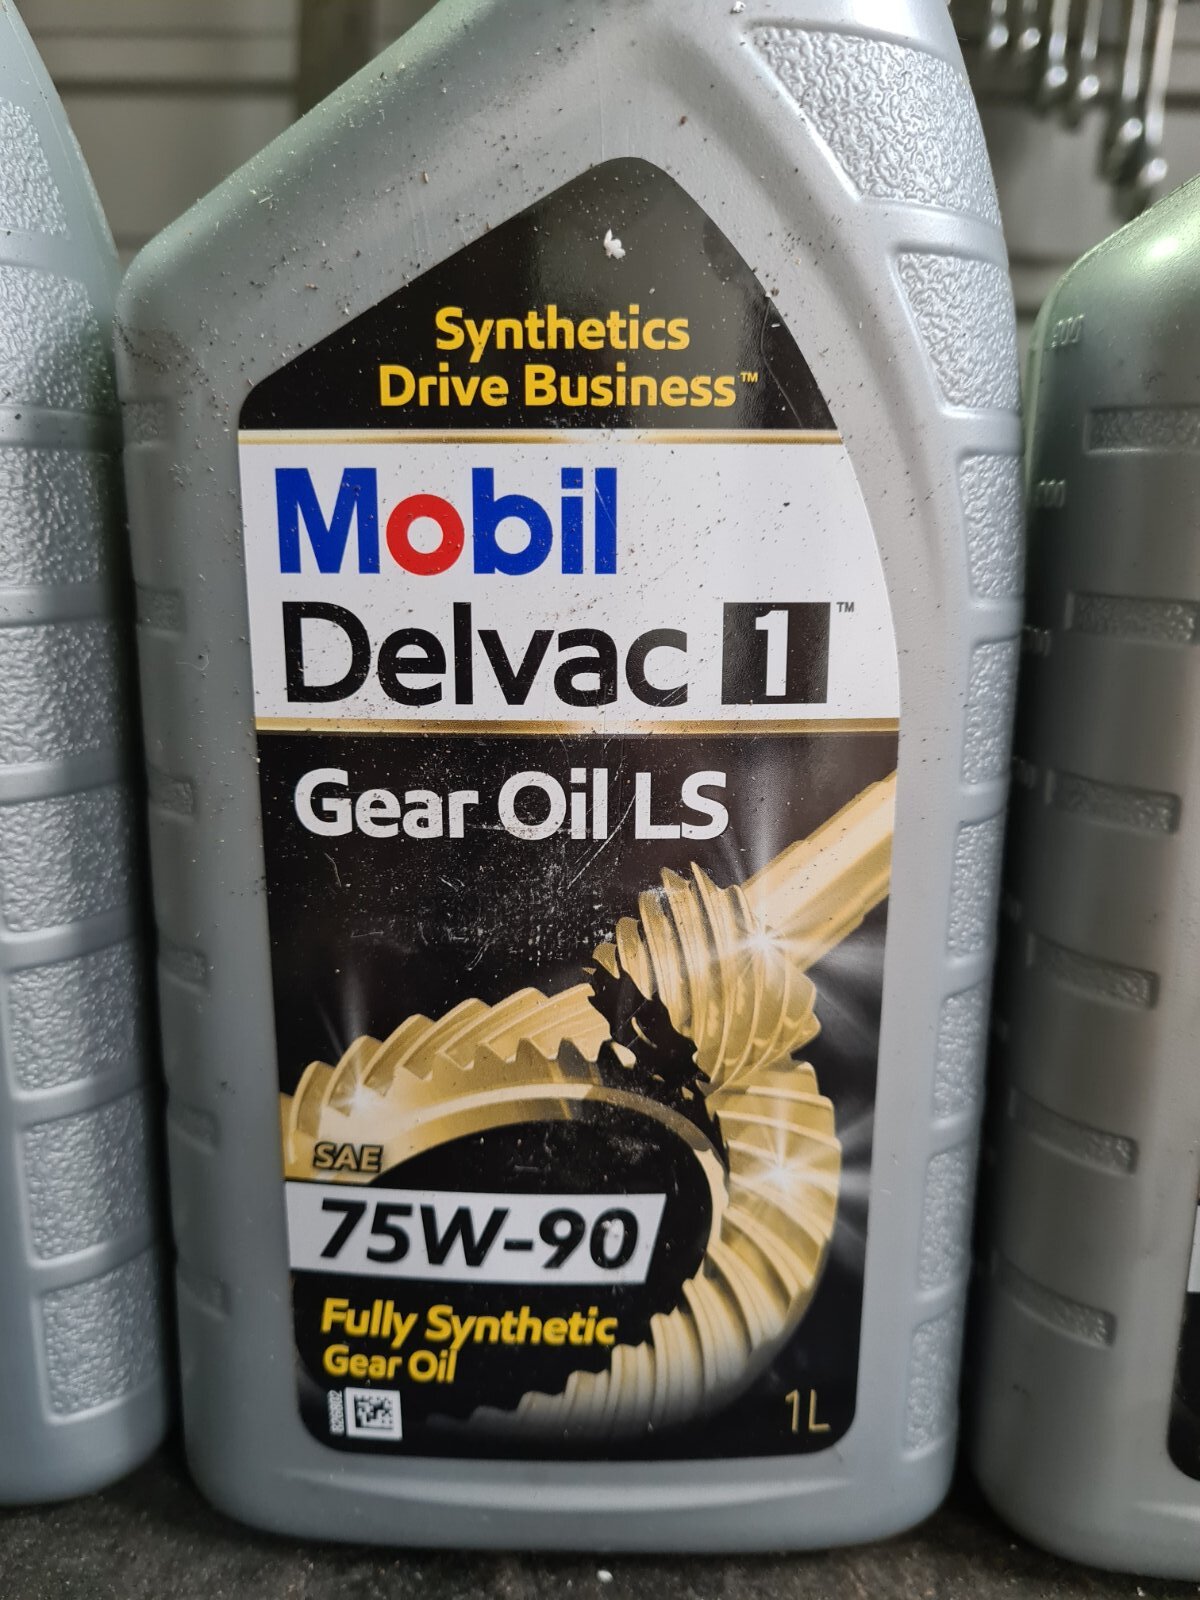 Synthetics
Drive Business™
Mobil
Delvac 1™
Gear Oil LS
SAE
75W-90
Fully Synthetic
Gear Oil
1L